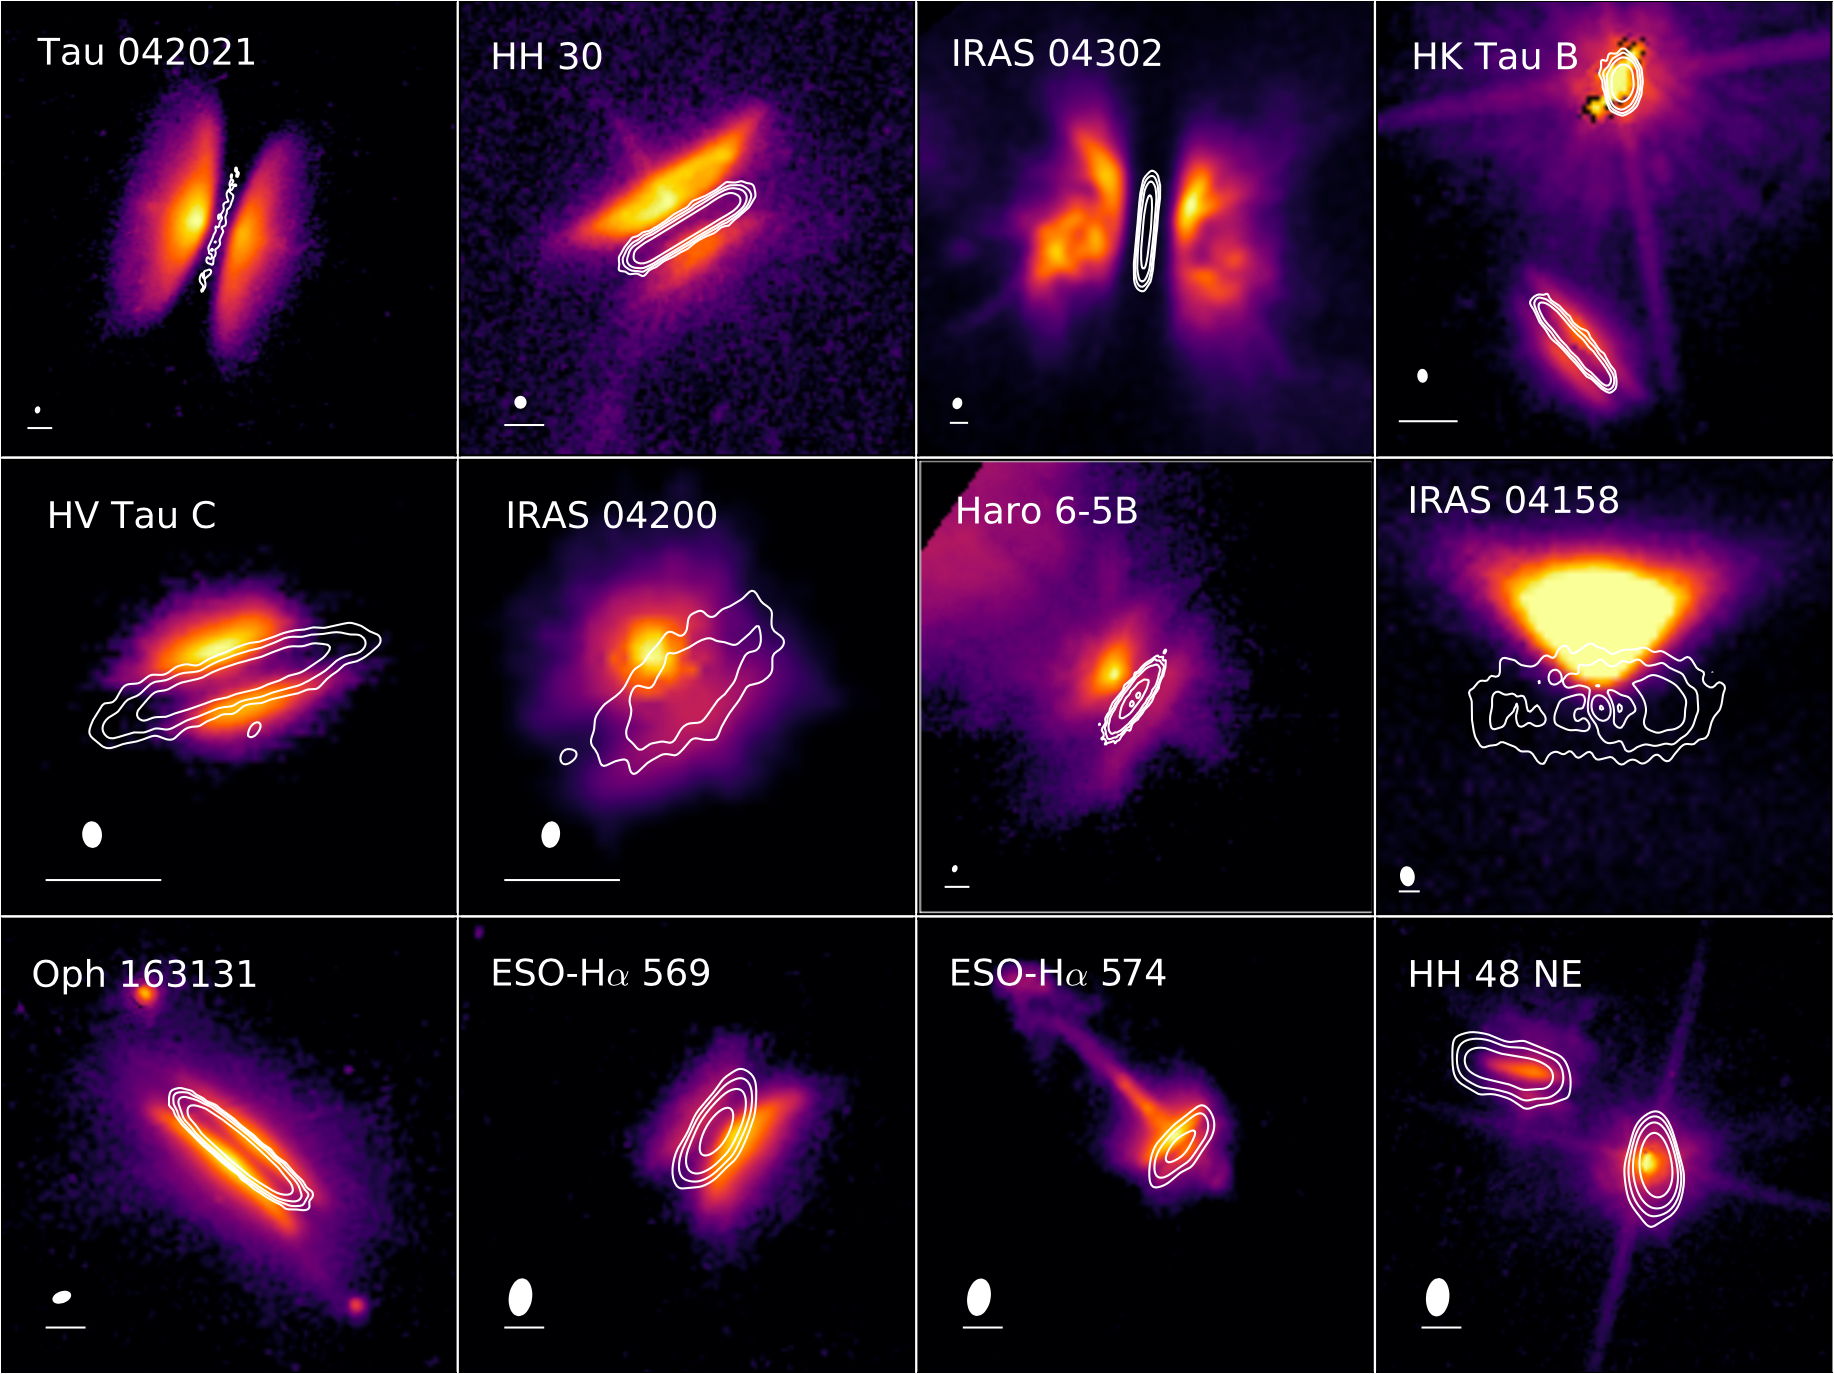 Tau 042021
HH 30
IRAS 04302
HK Tau B
HV Tau C
IRAS 04200
Haro 6-5B
IRAS 04158
Oph 163131
ESO-Hα 569
ESO-Hα 574
HH 48 NE